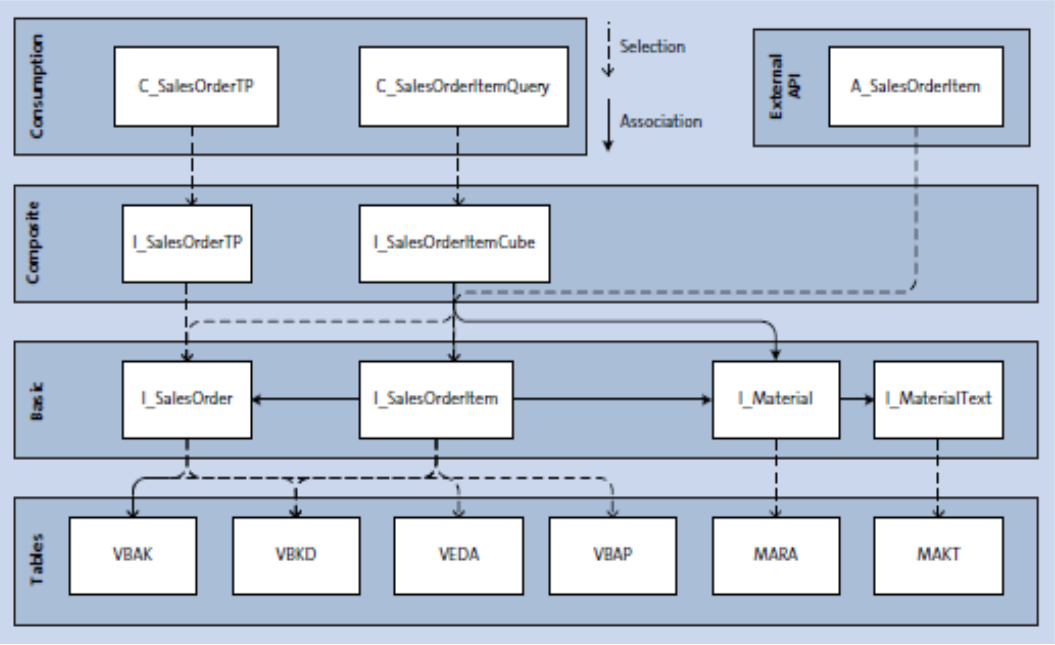 Consumption
C_SalesOrderTP
C_SalesOrderItemQuery
Selection
Association
External
API
A_SalesOrderItem
Composite
I_SalesOrderTP
I_SalesOrderItemCube
Basic
I_SalesOrder
I_SalesOrderItem
I_Material
I_MaterialText
Tables
VBAK
VBKD
VEDA
VBAP
MARA
MAKT